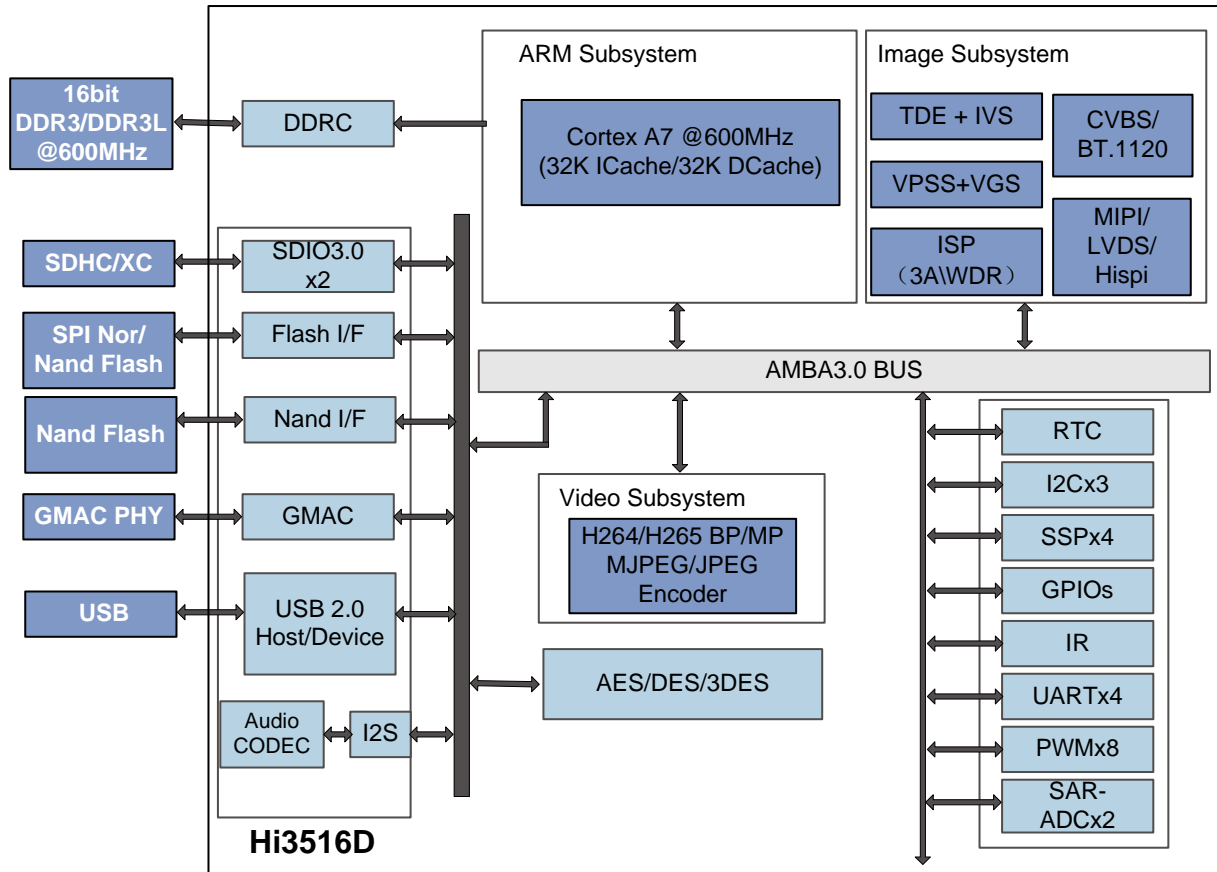 16bit
DDR3/DDR3L
@600MHz
DDRC
ARM Subsystem
Cortex A7 @600MHz
(32K ICache/32K DCache)
Image Subsystem
TDE + IVS
CVBS/
BT.1120
VPSS+VGS
ISP
（3A\WDR）
MIPI/
LVDS/
Hispi
SDHC/XC
SDIO3.0
x2
SPI Nor/
Nand Flash
Flash I/F
Nand Flash
Nand I/F
GMAC PHY
GMAC
USB
USB 2.0
Host/Device
Audio
CODEC
I2S
Hi3516D
AMBA3.0 BUS
Video Subsystem
H264/H265 BP/MP
MJPEG/JPEG
Encoder
AES/DES/3DES
RTC
I2Cx3
SSPx4
GPIOs
IR
UARTx4
PWMx8
SAR-
ADCx2